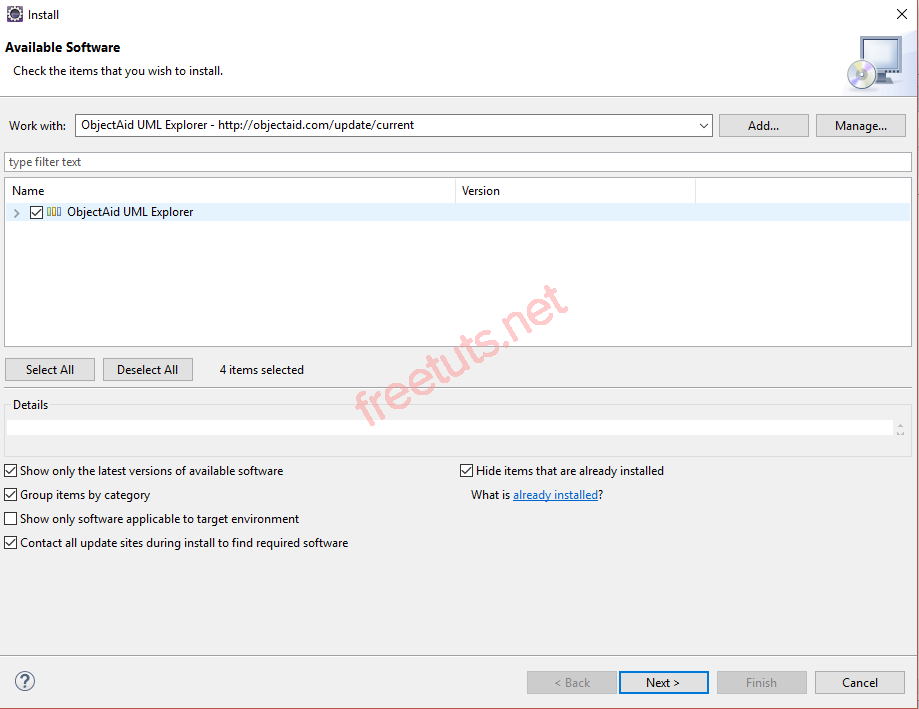 Install
Available Software
Check the items that you wish to install.
Work with: ObjectAid UML Explorer - http://objectaid.com/update/current Add... Manage...
type filter text
Name Version
ObjectAid UML Explorer
freetuts.net
Select All Deselect All 4 items selected
Details
Show only the latest versions of available software Hide items that are already installed
Group items by category What is already installed?
Show only software applicable to target environment
Contact all update sites during install to find required software
? < Back Next > Finish Cancel